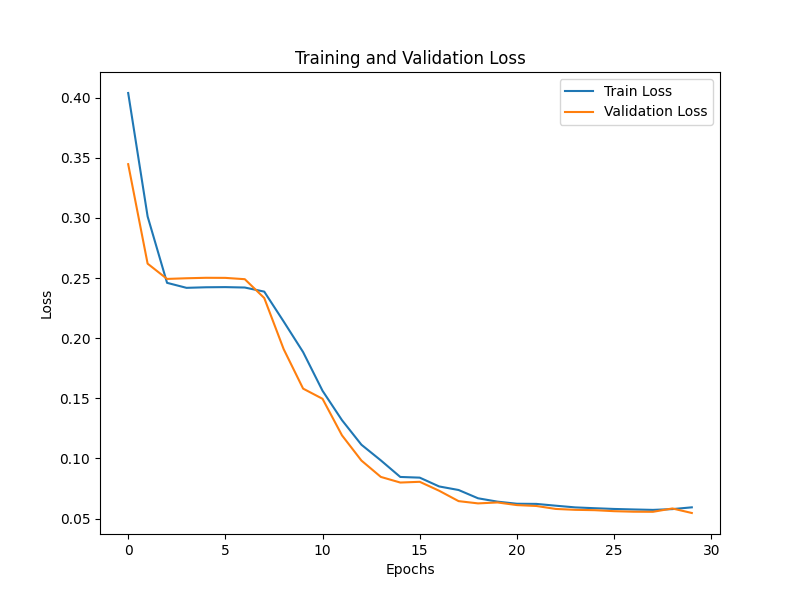 Training and Validation Loss
Train Loss
Validation Loss
0.40
0.35
0.30
0.25
0.20
0.15
0.10
0.05
Loss
0 5 10 15 20 25 30
Epochs